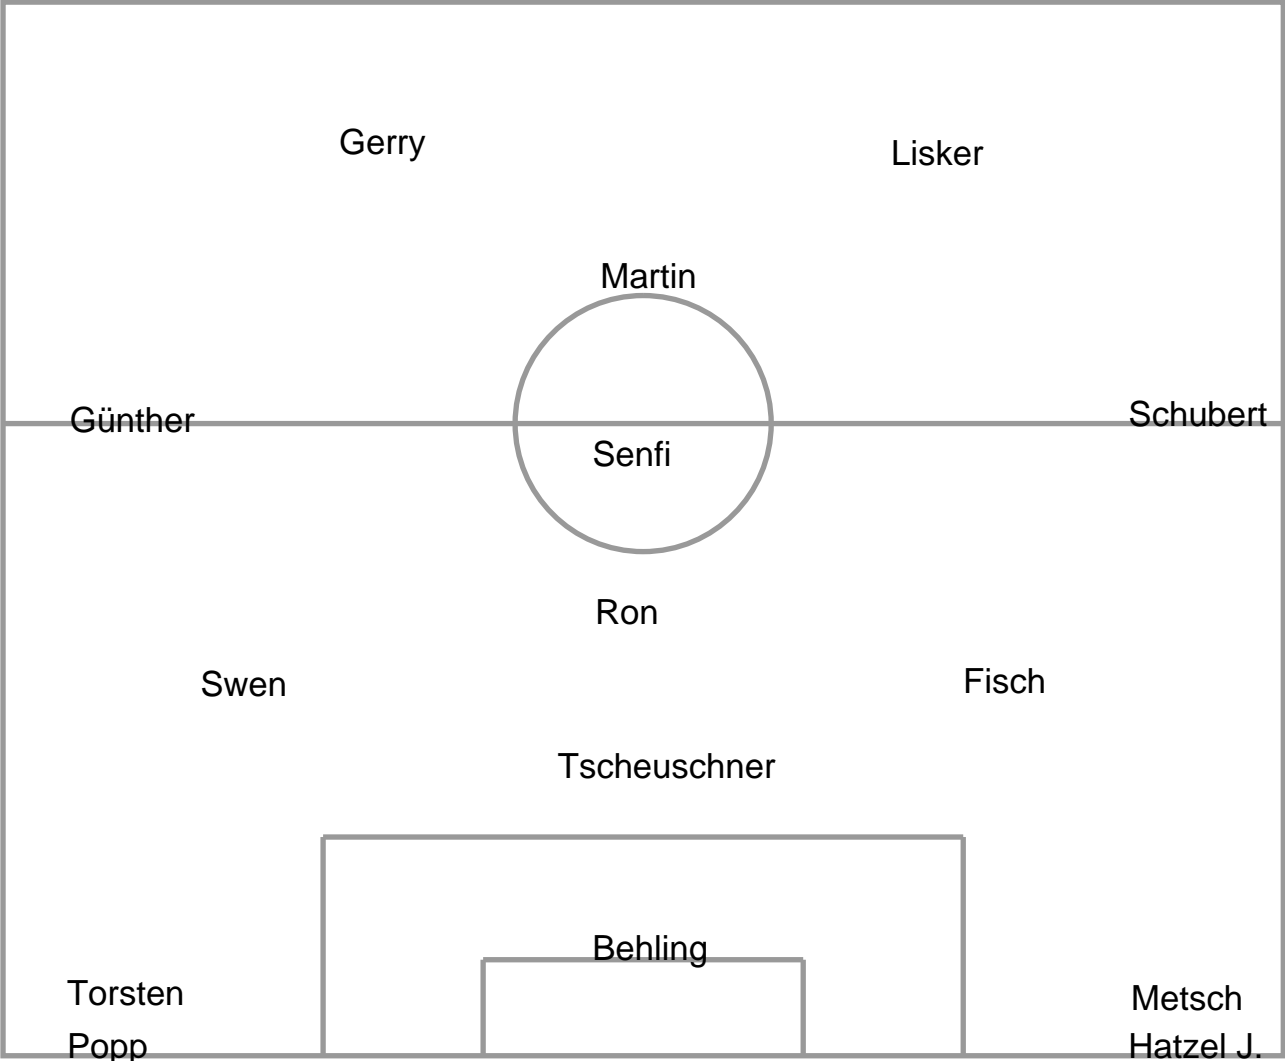 Gerry
Lisker
Martin
Günther
Schubert
Senfi
Ron
Swen
Fisch
Tscheuschner
Behling
Torsten
Metsch
Popp
Hatzel J.